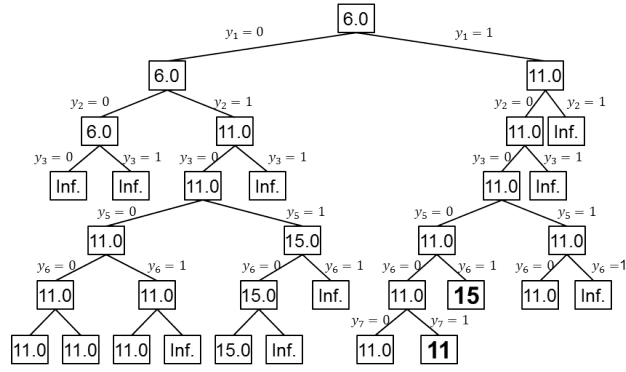 6.0
y₁ = 0 y₁ = 1
6.0 11.0
y₂ = 0 y₂ = 1 y₂ = 0 y₂ = 1
6.0 11.0 11.0 Inf.
y₃ = 0 y₃ = 1 y₃ = 0 y₃ = 1 y₃ = 0 y₃ = 1
Inf. Inf. 11.0 Inf. 11.0 Inf.
y₅ = 0 y₅ = 1 y₅ = 0 y₅ = 1
11.0 15.0 11.0 11.0
y₆ = 0 y₆ = 1 y₆ = 0 y₆ = 1 y₆ = 0 y₆ = 1 y₆ = 0 y₆ =1
11.0 11.0 15.0 Inf. 11.0 15 11.0 Inf.
y₇ = 0 y₇ = 1
11.0 11.0 11.0 Inf. 15.0 Inf. 11.0 11